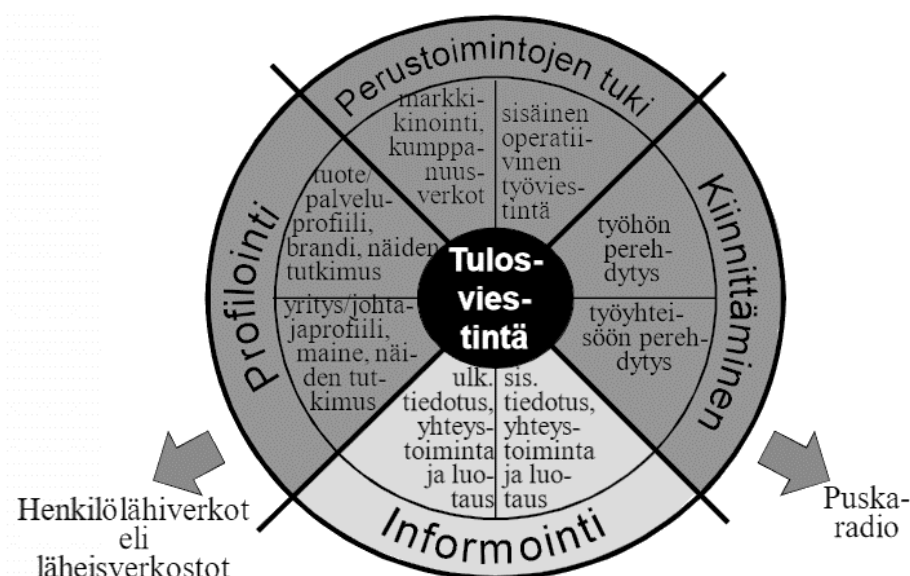 Perustoimintojen tuki
markki-
kinointi,
kumppa-
nuus-
verkot
sisäinen
operatii-
vinen
työvies-
tintä
Profilointi
tuote/
palvelu-
profiili,
brandi, näiden
tutkimus
yritys/johta-
japrofiili,
maine, näi-
den tut-
kimus
Tulos-
vies-
tintä
Kiinnittäminen
työhön
pereh-
dytys
työyhtei-
söön pereh-
dytys
ulk.
tiedotus,
yhteys-
toiminta
ja luo-
taus
sis.
tiedotus,
yhteys-
toiminta
ja luo-
taus
Informointi
Henkilölähiverkot
eli
läheisverkostot
Puska-
radio